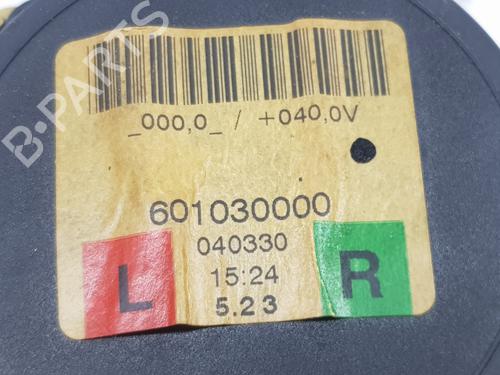 _000,0_ / +040,0V
601030000
040330
L 15:24 R
5.23
B-PARTS